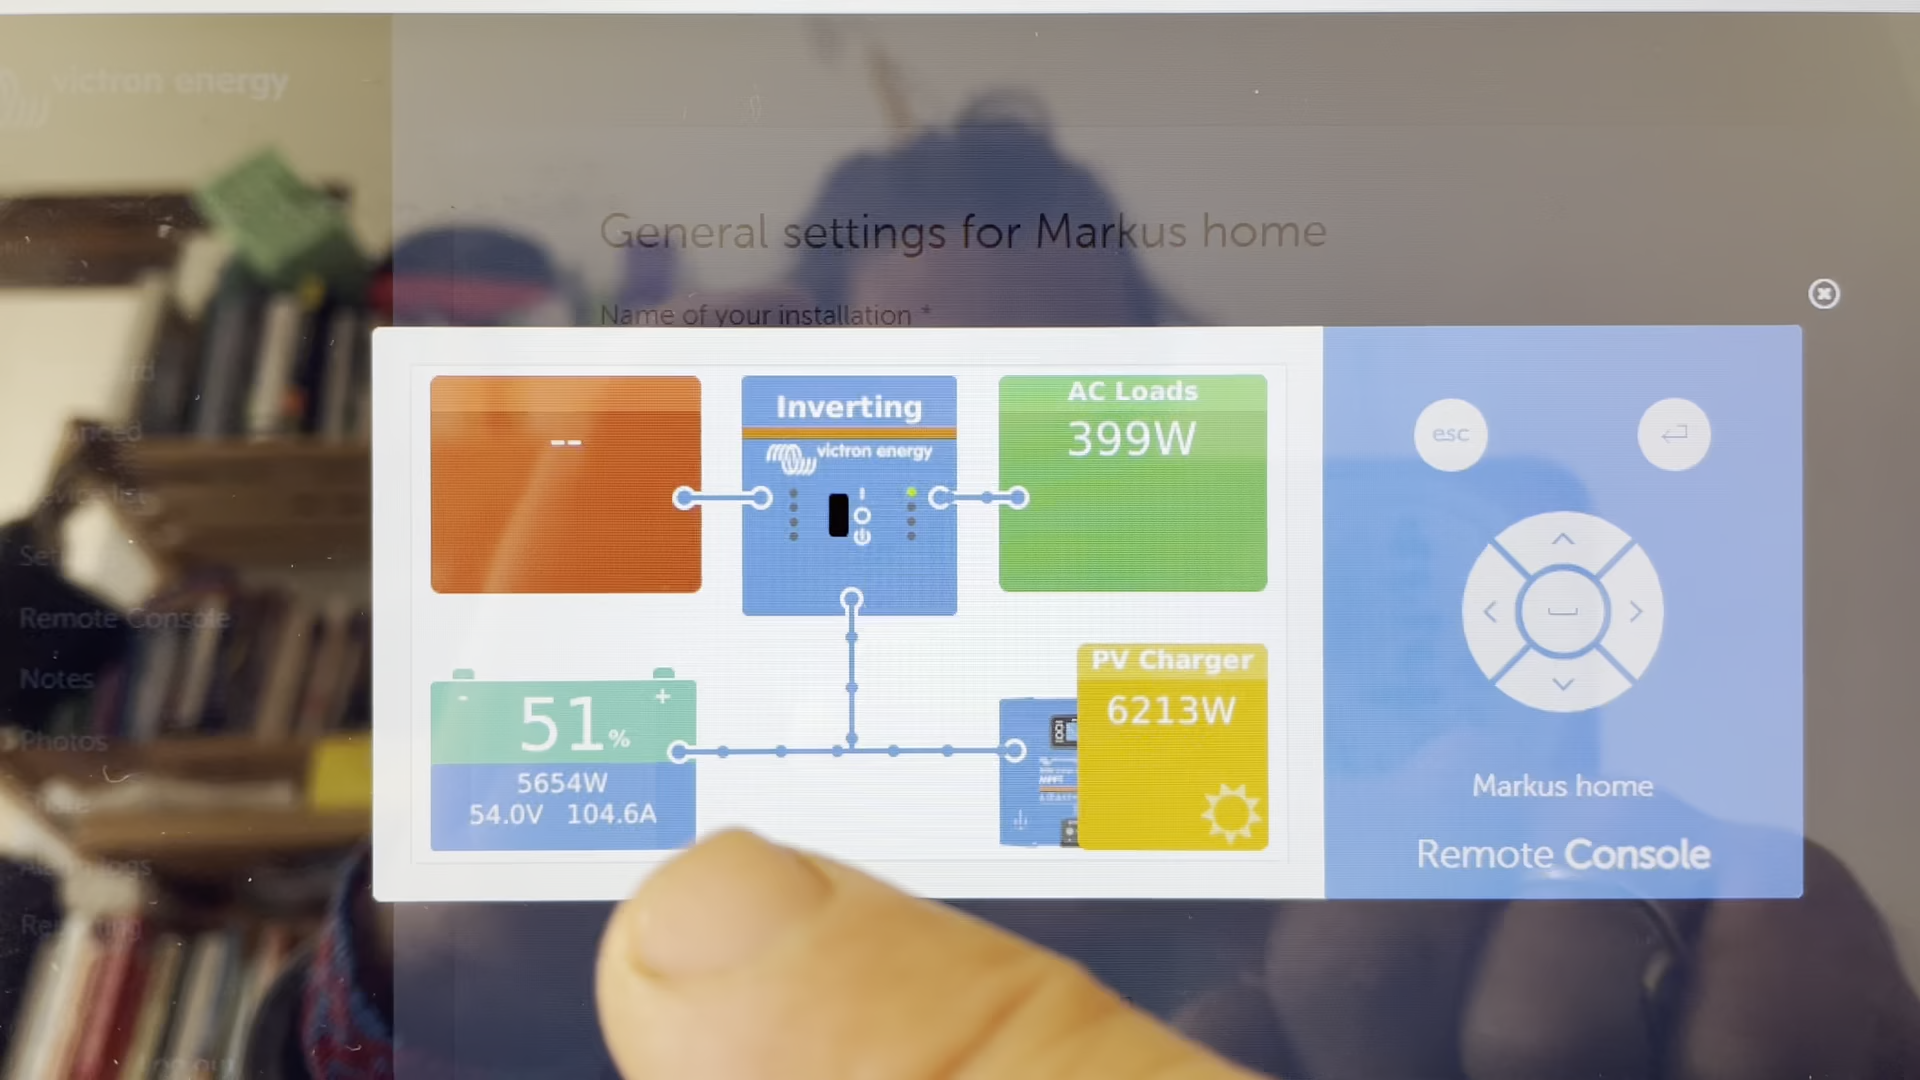 victron energy
General settings for Markus home
Name of your installation *
--
Inverting
victron energy
AC Loads
399W
esc
51%
- +
5654W
54.0V 104.6A
PV Charger
6213W
MPPT
Markus home
Remote Console
Remote Console
Notes
Photos